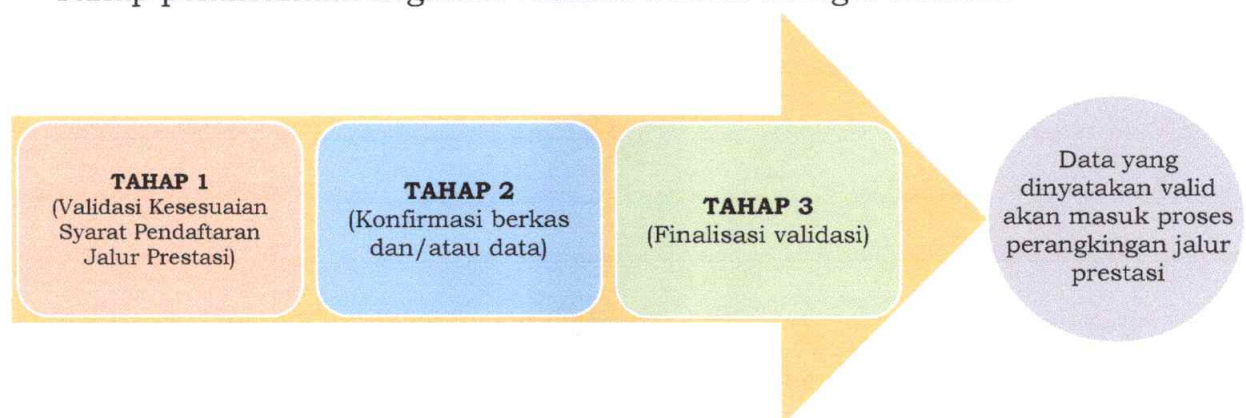 TAHAP 1
(Validasi Kesesuaian
Syarat Pendaftaran
Jalur Prestasi)
TAHAP 2
(Konfirmasi berkas
dan/atau data)
TAHAP 3
(Finalisasi validasi)
Data yang
dinyatakan valid
akan masuk proses
perangkingan jalur
prestasi